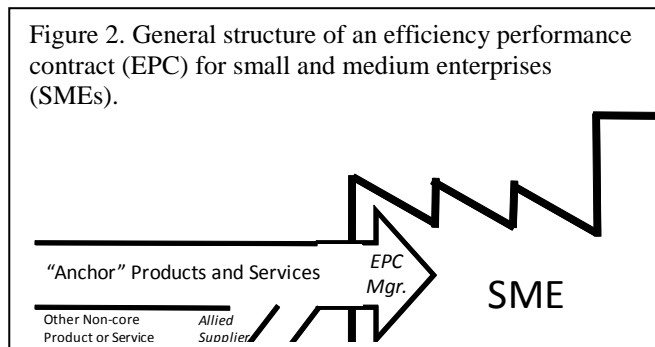 Figure 2. General structure of an efficiency performance
contract (EPC) for small and medium enterprises
(SMEs).
“Anchor” Products and Services
EPC
Mgr.
SME
Other Non-core
Product or Service
Allied
Supplier